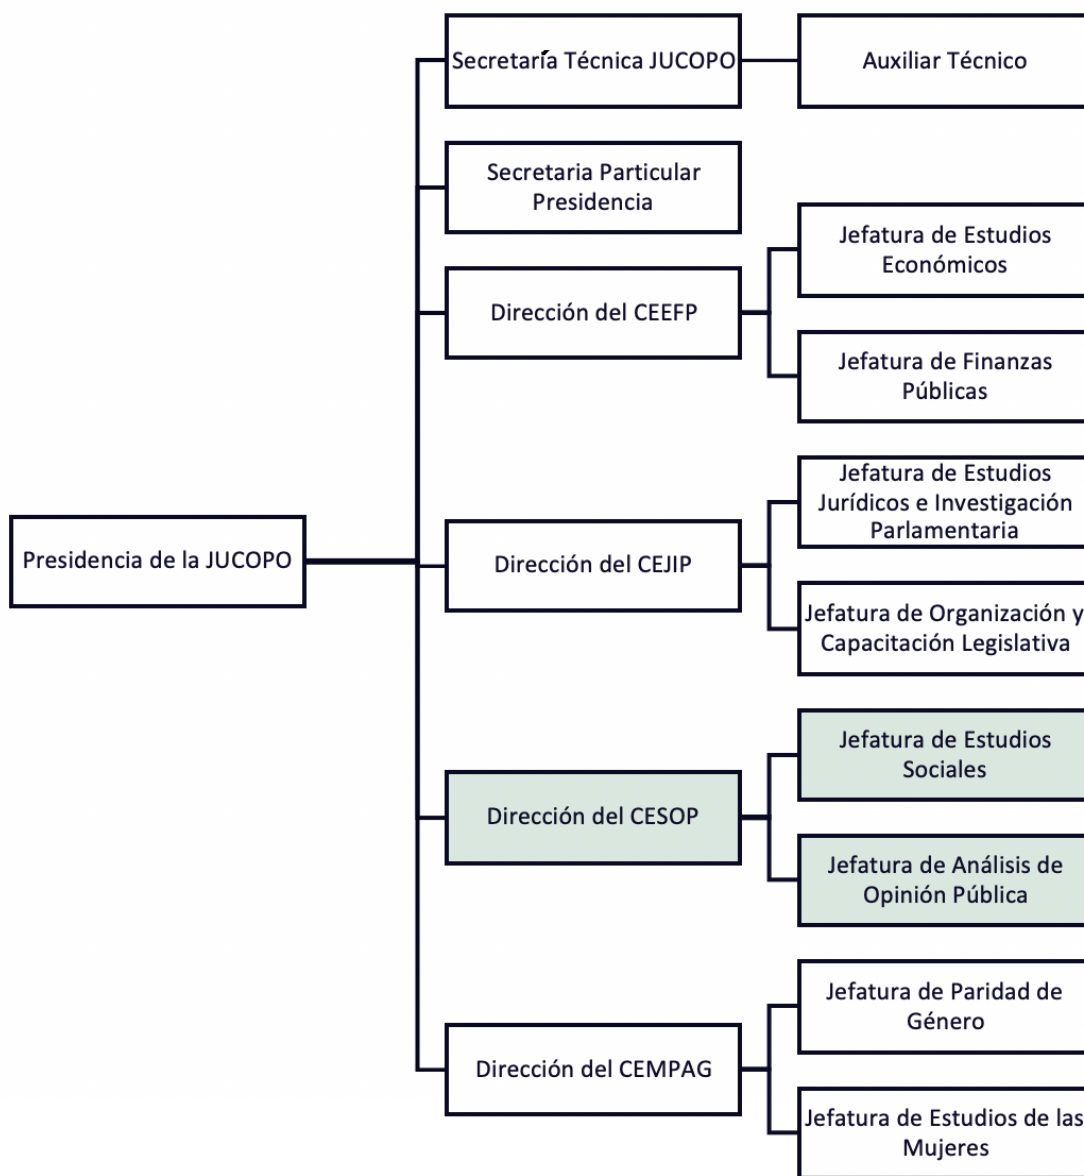 Secretaría Técnica JUCOPO
Auxiliar Técnico
Secretaria Particular
Presidencia
Jefatura de Estudios
Económicos
Dirección del CEEFP
Jefatura de Finanzas
Públicas
Jefatura de Estudios
Jurídicos e Investigación
Parlamentaria
Presidencia de la JUCOPO
Dirección del CEJIP
Jefatura de Organización y
Capacitación Legislativa
Jefatura de Estudios
Sociales
Dirección del CESOP
Jefatura de Análisis de
Opinión Pública
Jefatura de Paridad de
Género
Dirección del CEMPAG
Jefatura de Estudios de las
Mujeres